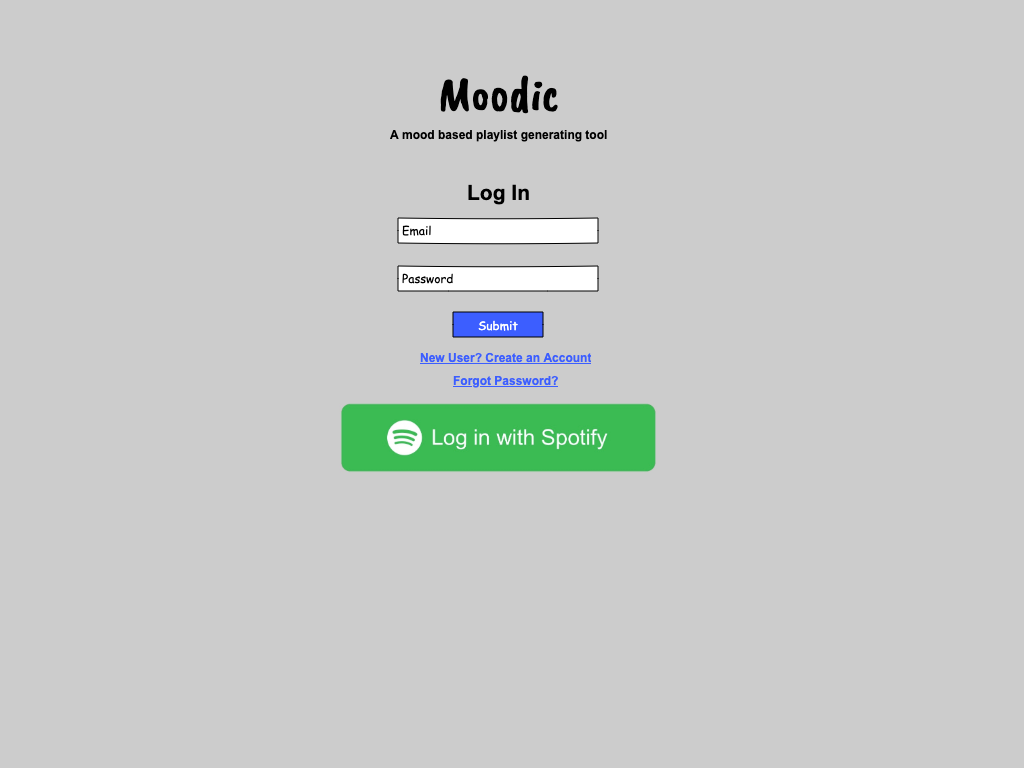 Moodic
A mood based playlist generating tool
Log In
Email
Password
Submit
New User? Create an Account
Forgot Password?
Log in with Spotify